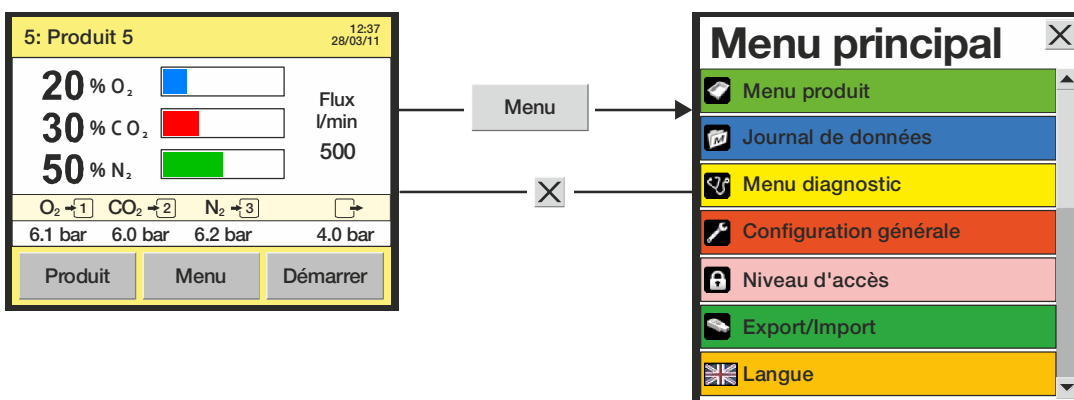 5: Produit 5
12:37
28/03/11
20 % O₂
30 % CO₂
50 % N₂
Flux
l/min
500
O₂ 1 CO₂ 2 N₂ 3
6.1 bar 6.0 bar 6.2 bar 4.0 bar
Produit Menu Démarrer
Menu
X
Menu principal X
Menu produit
M Journal de données
Menu diagnostic
Configuration générale
Niveau d'accès
Export/Import
Langue